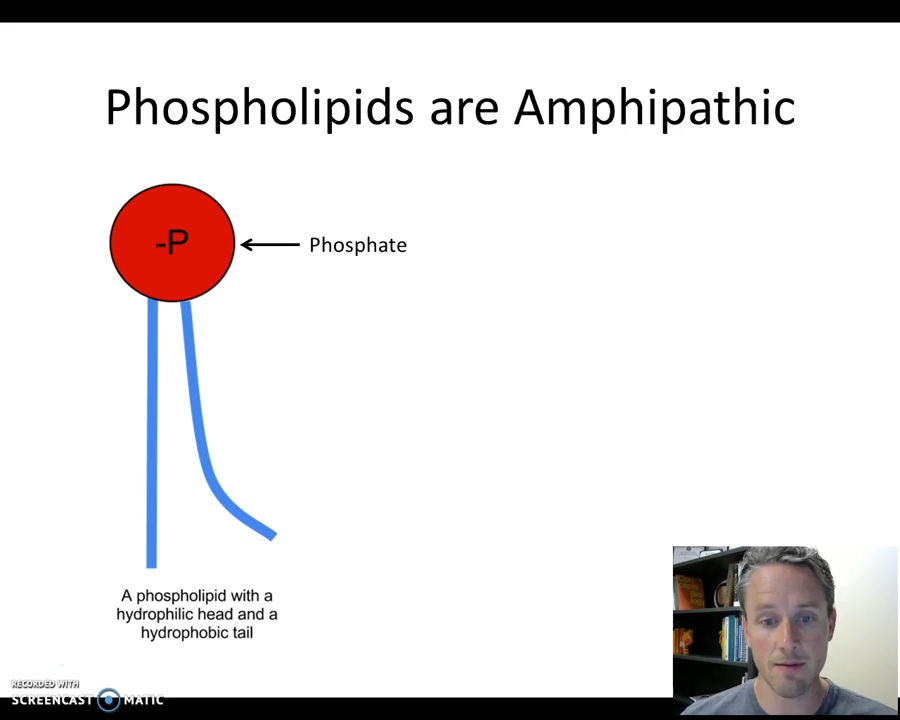 Phospholipids are Amphipathic
-P
Phosphate
A phospholipid with a
hydrophilic head and a
hydrophobic tail
RECORDED WITH
SCREENCAST MATIC